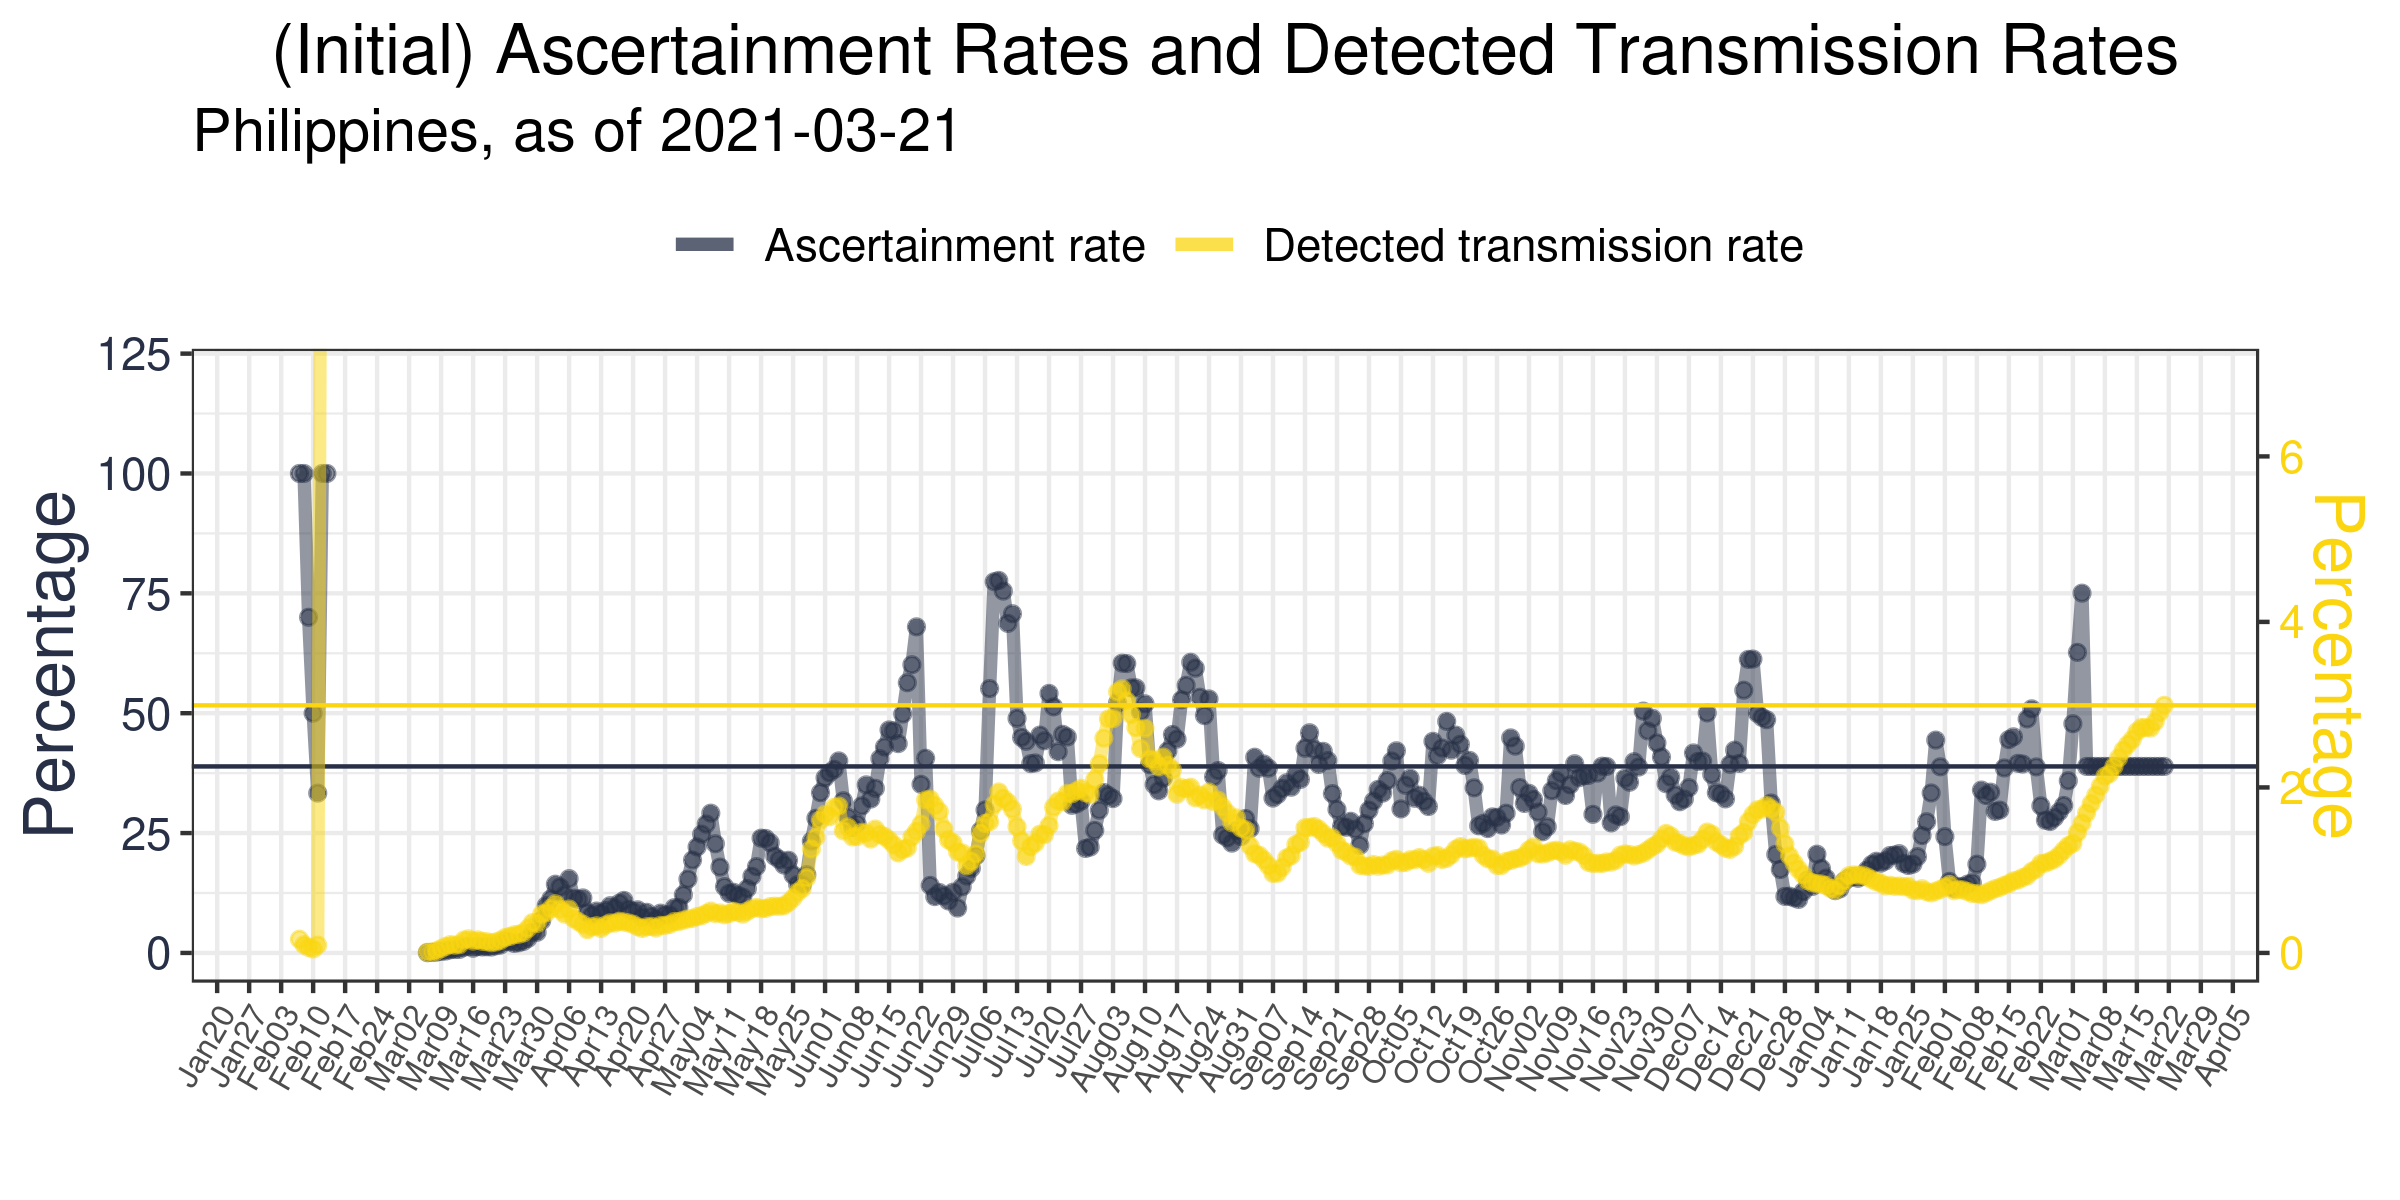 (Initial) Ascertainment Rates and Detected Transmission Rates
Philippines, as of 2021-03-21
Ascertainment rate
Detected transmission rate
Percentage
125
100
75
50
25
0
6
4
2
0
Percentage
Jan20
Jan27
Feb03
Feb10
Feb17
Feb24
Mar02
Mar09
Mar16
Mar23
Mar30
Apr06
Apr13
Apr20
Apr27
May04
May11
May18
May25
Jun01
Jun08
Jun15
Jun22
Jun29
Jul06
Jul13
Jul20
Jul27
Aug03
Aug10
Aug17
Aug24
Aug31
Sep07
Sep14
Sep21
Sep28
Oct05
Oct12
Oct19
Oct26
Nov02
Nov09
Nov16
Nov23
Nov30
Dec07
Dec14
Dec21
Dec28
Jan04
Jan11
Jan18
Jan25
Feb01
Feb08
Feb15
Feb22
Mar01
Mar08
Mar15
Mar22
Mar29
Apr05